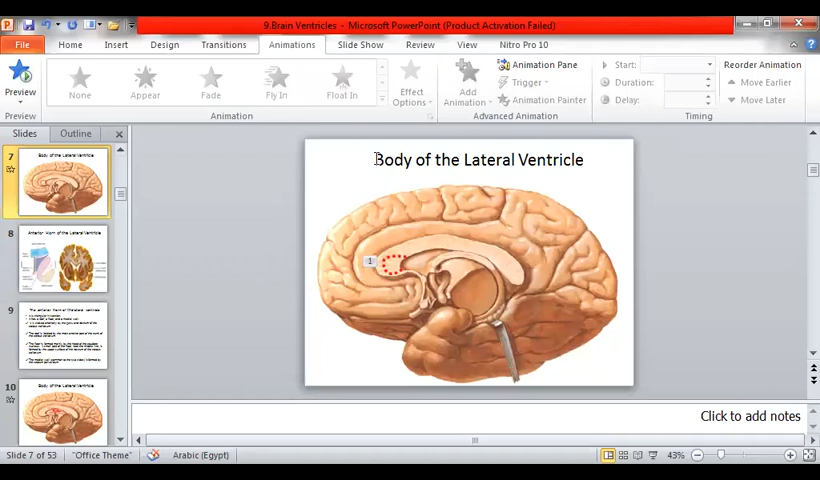 9.Brain Ventricles - Microsoft PowerPoint (Product Activation Failed)
File Home Insert Design Transitions Animations Slide Show Review View Nitro Pro 10
Preview
None Appear Fade Fly In Float In
Effect Options
Add Animation
Animation Pane
Trigger
Animation Painter
Start:
Duration:
Delay:
Reorder Animation
Move Earlier
Move Later
Preview Animation Advanced Animation Timing
Slides Outline
7
Body of the Lateral Ventricle
8
Anterior Horn of the Lateral Ventricle
9
10
Body of the Lateral Ventricle
Body of the Lateral Ventricle
1
Click to add notes
Slide 7 of 53 "Office Theme" Arabic (Egypt) 43%